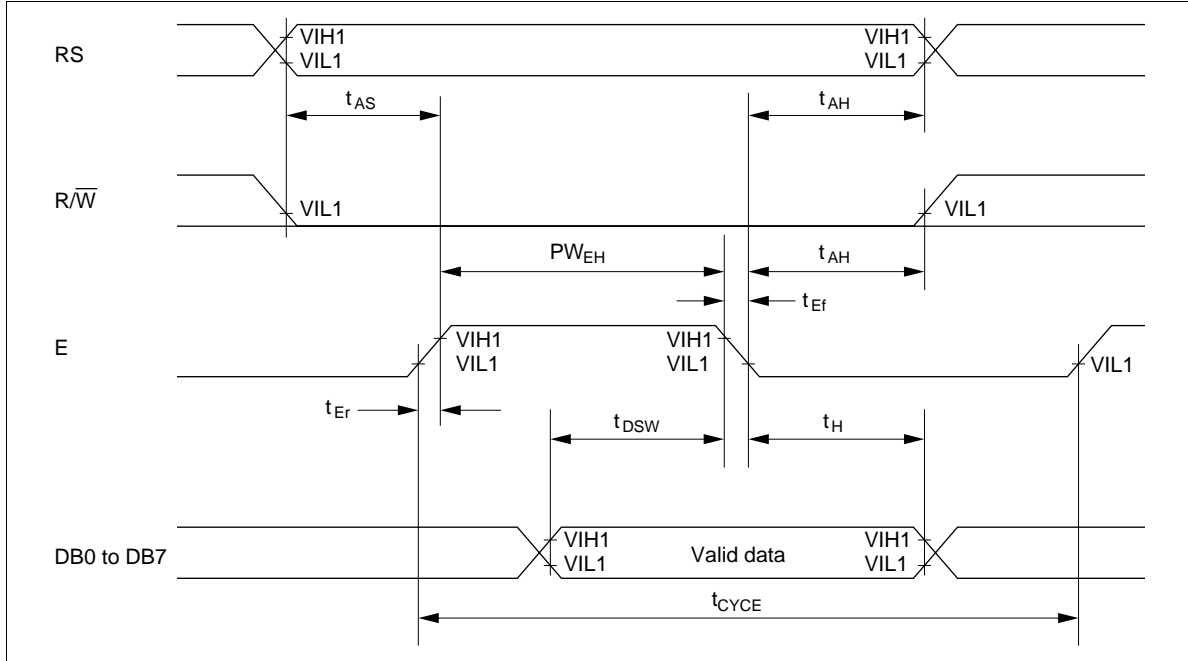 RS
VIH1
VIL1
VIH1
VIL1
tAS
tAH
R/W̅
VIL1
VIL1
PWEH
tAH
tEf
E
VIH1
VIL1
VIH1
VIL1
VIL1
tEr
tDSW
tH
DB0 to DB7
VIH1
VIL1
Valid data
VIH1
VIL1
tCYCE